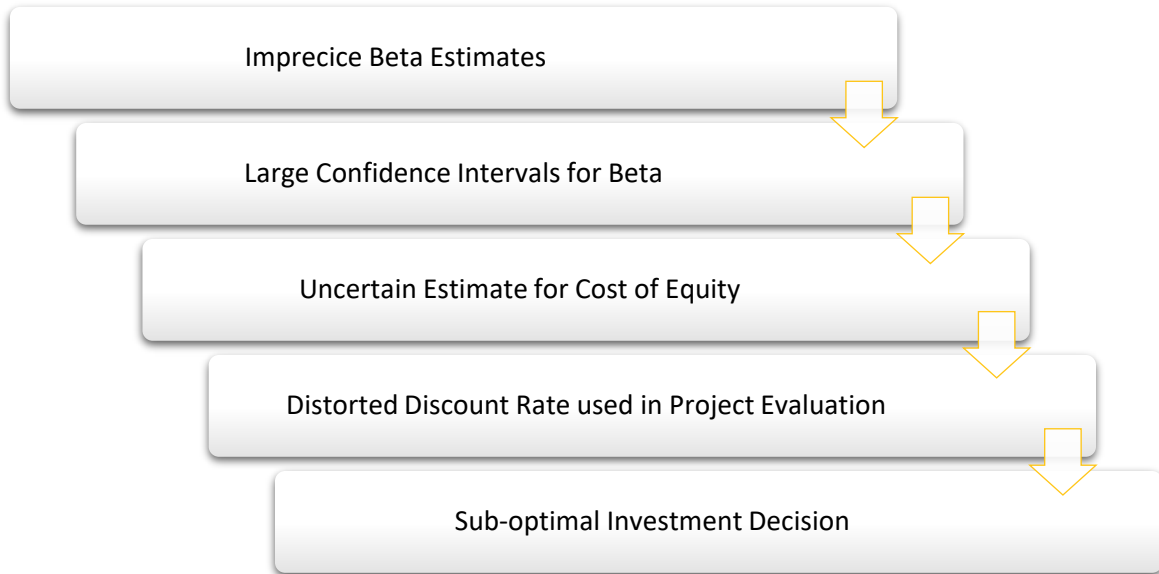 Imprecice Beta Estimates
Large Confidence Intervals for Beta
Uncertain Estimate for Cost of Equity
Distorted Discount Rate used in Project Evaluation
Sub-optimal Investment Decision